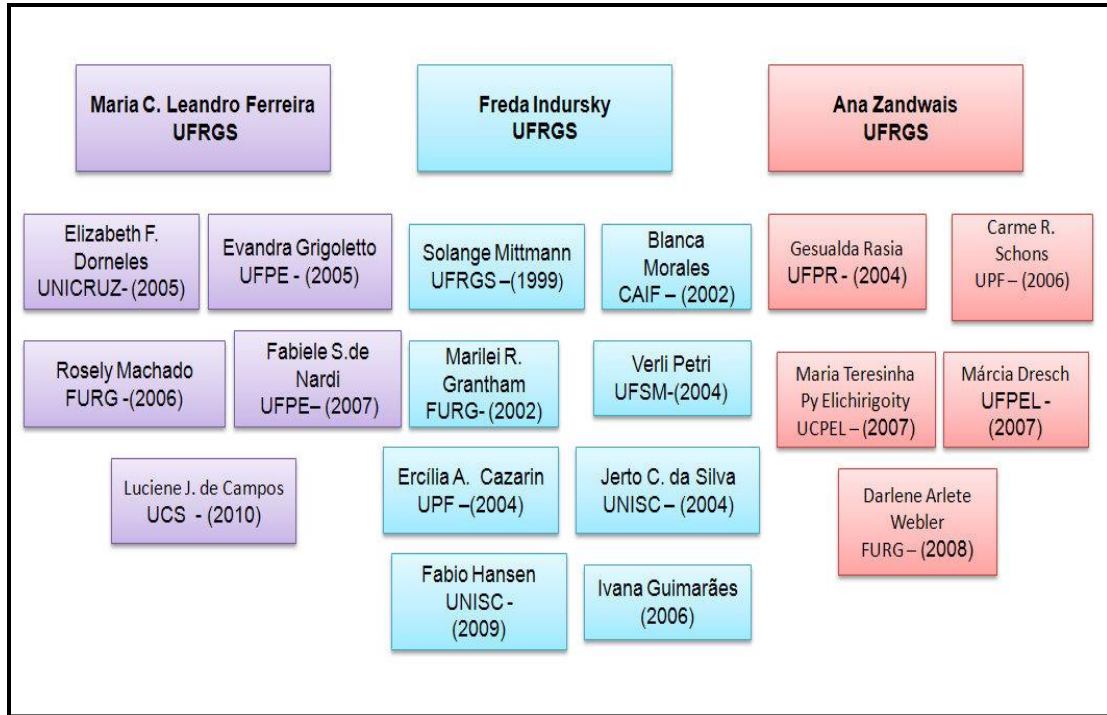 Maria C. Leandro Ferreira
UFRGS
Freda Indursky
UFRGS
Ana Zandwais
UFRGS
Elizabeth F.
Dorneles
UNICRUZ- (2005)
Evandra Grigoletto
UFPE - (2005)
Rosely Machado
FURG -(2006)
Fabiele S.de
Nardi
UFPE– (2007)
Luciene J. de Campos
UCS - (2010)
Solange Mittmann
UFRGS –(1999)
Blanca
Morales
CAIF – (2002)
Marilei R.
Grantham
FURG- (2002)
Verli Petri
UFSM-(2004)
Ercília A. Cazarin
UPF –(2004)
Jerto C. da Silva
UNISC – (2004)
Fabio Hansen
UNISC -
(2009)
Ivana Guimarães
(2006)
Gesualda Rasia
UFPR - (2004)
Carme R.
Schons
UPF – (2006)
Maria Teresinha
Py Elichirigoity
UCPEL – (2007)
Márcia Dresch
UFPEL -
(2007)
Darlene Arlete
Webler
FURG – (2008)